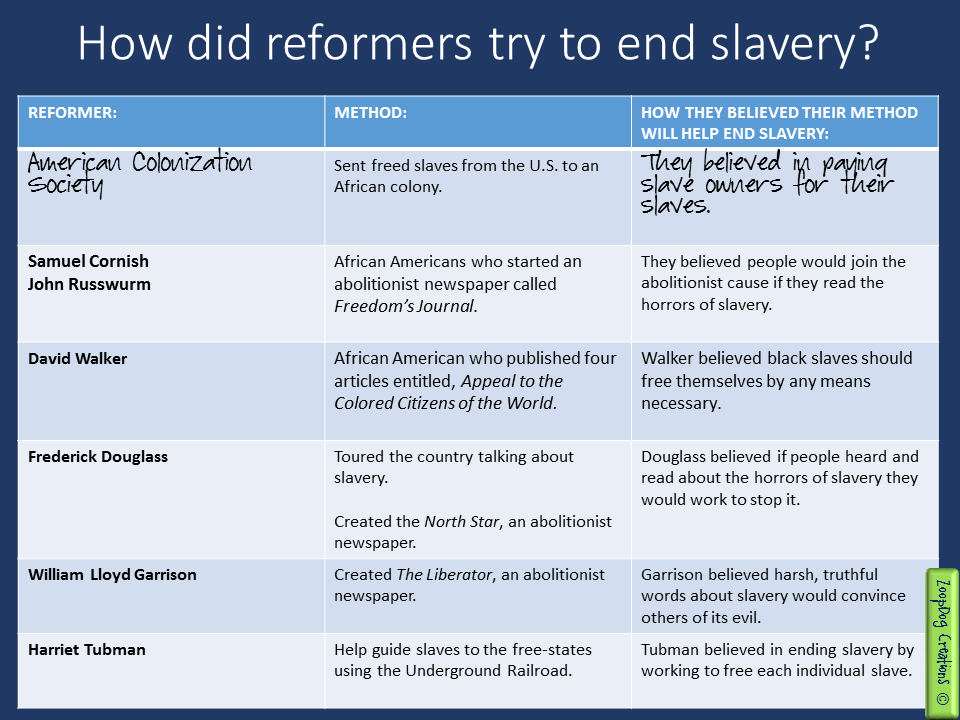 How did reformers try to end slavery?
REFORMER:
METHOD:
HOW THEY BELIEVED THEIR METHOD
WILL HELP END SLAVERY:
American Colonization
Society
Sent freed slaves from the U.S. to an
African colony.
They believed in paying
slave owners for their
slaves.
Samuel Cornish
John Russwurm
African Americans who started an
abolitionist newspaper called
Freedom's Journal.
They believed people would join the
abolitionist cause if they read the
horrors of slavery.
David Walker
African American who published four
articles entitled, Appeal to the
Colored Citizens of the World.
Walker believed black slaves should
free themselves by any means
necessary.
Frederick Douglass
Toured the country talking about
slavery.
Created the North Star, an abolitionist
newspaper.
Douglass believed if people heard and
read about the horrors of slavery they
would work to stop it.
William Lloyd Garrison
Created The Liberator, an abolitionist
newspaper.
Garrison believed harsh, truthful
words about slavery would convince
others of its evil.
Harriet Tubman
Help guide slaves to the free-states
using the Underground Railroad.
Tubman believed in ending slavery by
working to free each individual slave.
ZoopDog Creations ©